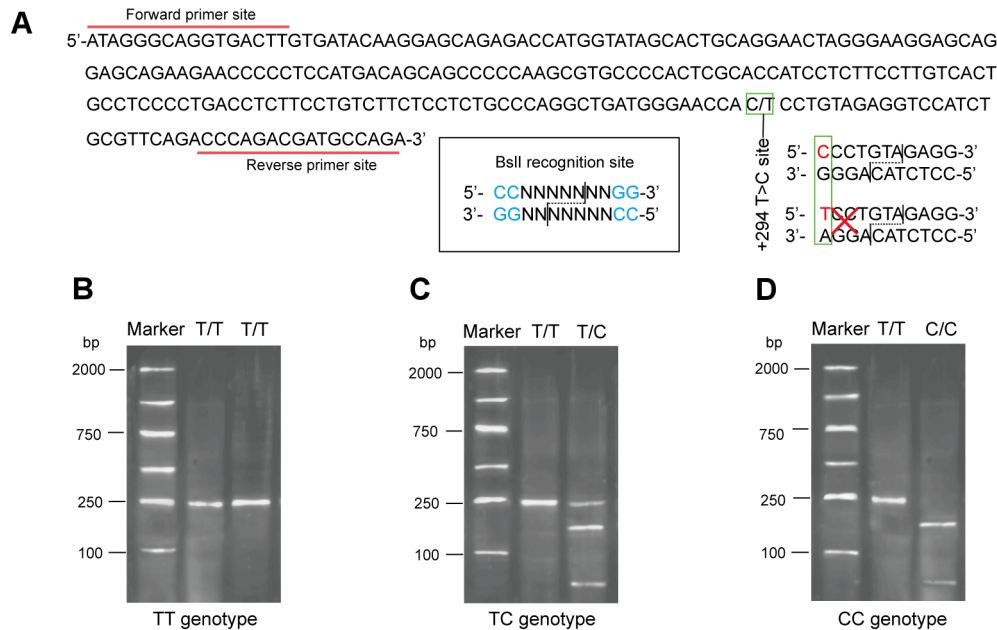 A
Forward primer site
5'-ATAGGGCAGGTGACTTGTGATACAAGGAGCAGAGACCATGGTATAGCACTGCAGGAACTAGGGAAGGAGCAG
GAGCAGAAGAACCCCCTCCATGACAGCAGCCCCCAAGCGTGCCCCACTCGCACCATCCTCTTCCTTGTCACT
GCCTCCCCTGACCTCTTCCTGTCTTCTCCTCTGCCCAGGCTGATGGGAACCA C/T CCTGTAGAGGTCCATCT
GCGTTCAGACCCAGACGATGCCAGA-3'
Reverse primer site
BslI recognition site
5'- CCNNNNNNNGG-3'
3'- GGNNNNNNNCC-5'
+294 T>C site
5'- CCCTGTAGAGG-3'
3'- GGGACATCTCC-5'
5'- TCCTGTAGAGG-3'
3'- AGGACATCTCC-5'
B
Marker T/T T/T
bp
2000
750
250
100
TT genotype
C
Marker T/T T/C
bp
2000
750
250
100
TC genotype
D
Marker T/T C/C
bp
2000
750
250
100
CC genotype